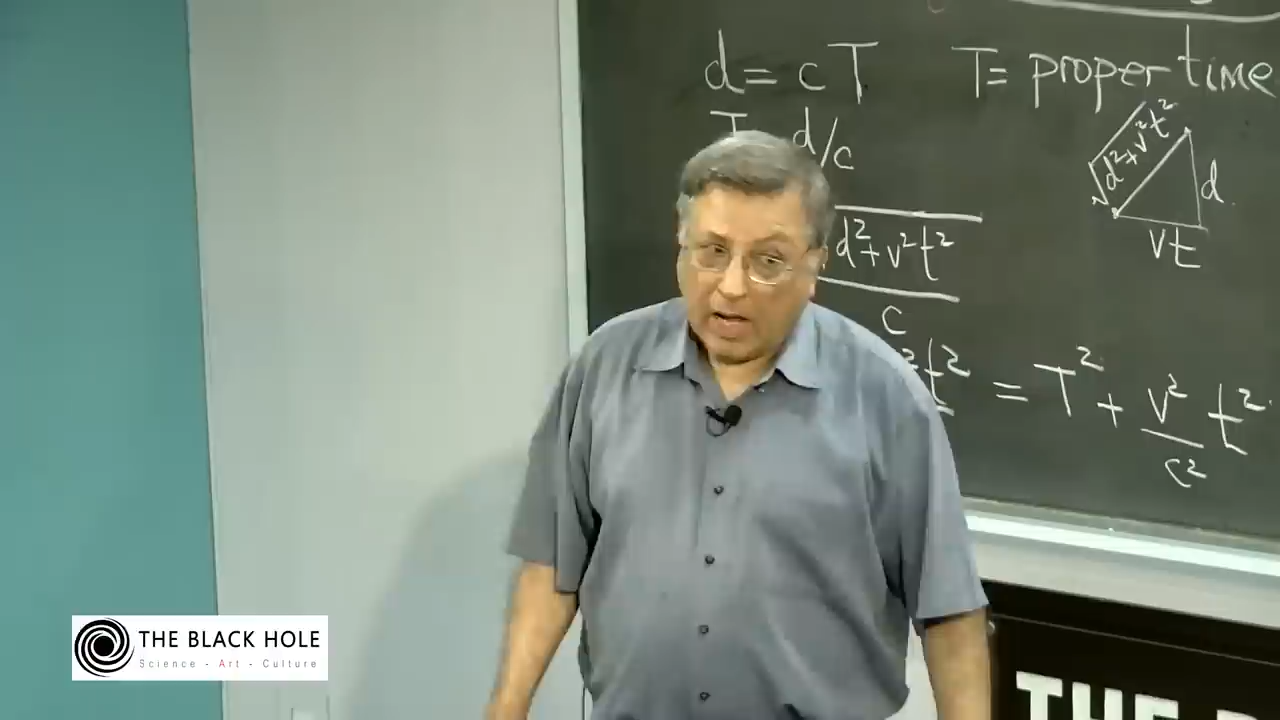 d = cT T = proper time
T d/c
√d²+v²t²
d
vt
d²+v²t²
c
²t² = T² + v²/c² t²
THE BLACK HOLE
Science - Art - Culture
THE